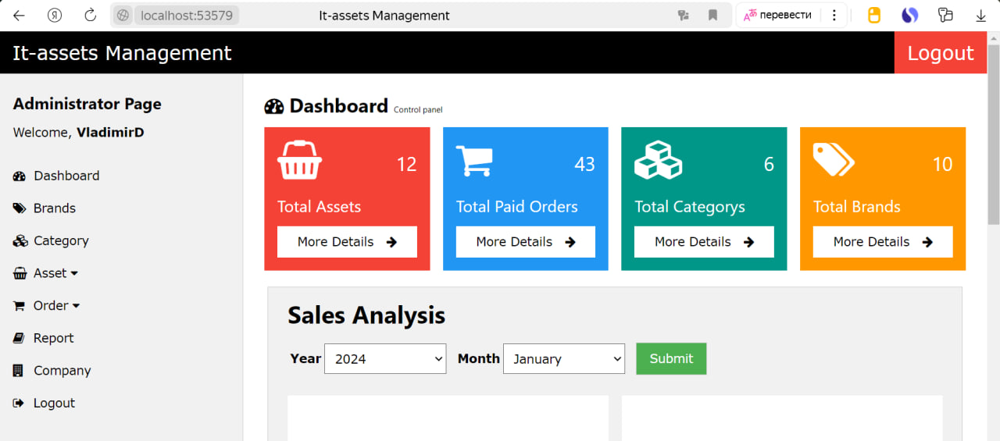 localhost:53579 It-assets Management перевести
It-assets Management Logout
Administrator Page
Welcome, VladimirD
Dashboard
Brands
Category
Asset
Order
Report
Company
Logout
Dashboard Control panel
12
Total Assets
More Details
43
Total Paid Orders
More Details
6
Total Categorys
More Details
10
Total Brands
More Details
Sales Analysis
Year 2024 Month January Submit